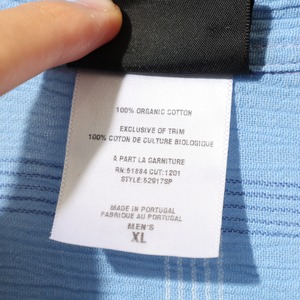 100% ORGANIC COTTON
EXCLUSIVE OF TRIM
100% COTON DE CULTURE BIOLOGIQUE
A PART LA GARNITURE
RN: 51884 CUT: 1201
STYLE: 52917SP
MADE IN PORTUGAL
FABRIQUE AU PORTUGAL
MEN'S
XL